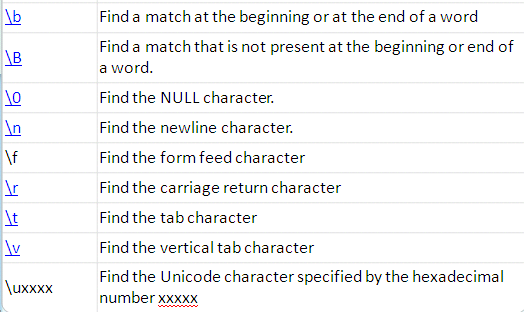 \b Find a match at the beginning or at the end of a word
\B Find a match that is not present at the beginning or end of
a word.
\0 Find the NULL character.
\n Find the newline character.
\f Find the form feed character
\r Find the carriage return character
\t Find the tab character
\v Find the vertical tab character
\uxxxx Find the Unicode character specified by the hexadecimal
number xxxxx